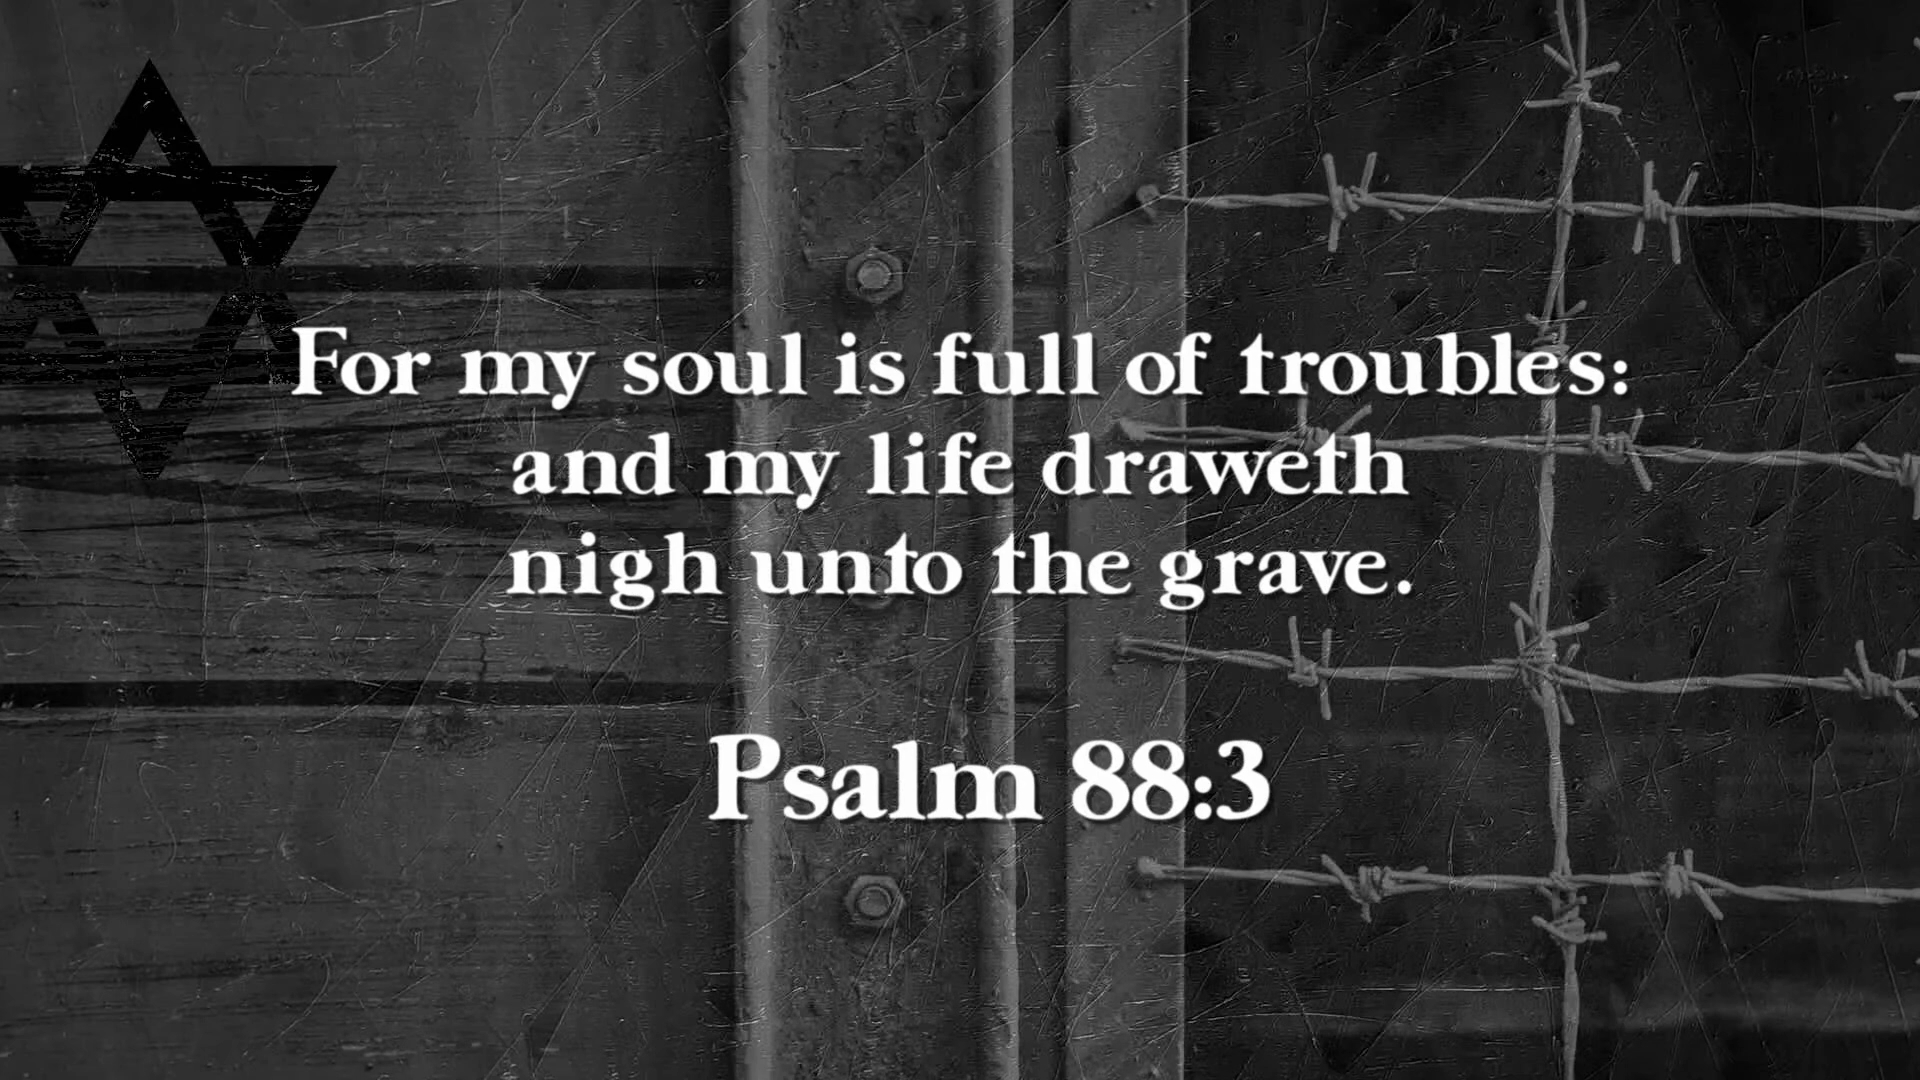 For my soul is full of troubles:
and my life draweth
nigh unto the grave.
Psalm 88:3